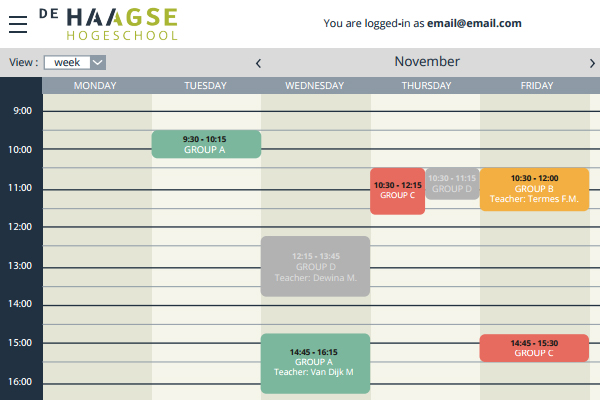 DE HAAGSE
HOGESCHOOL
You are logged-in as email@email.com
View : week
November
MONDAY TUESDAY WEDNESDAY THURSDAY FRIDAY
9:00
9:30 - 10:15
GROUP A
10:00
10:30 - 12:15
GROUP C
10:30 - 11:15
GROUP D
10:30 - 12:00
GROUP B
Teacher: Termes F.M.
11:00
12:00
12:15 - 13:45
GROUP D
Teacher: Dewina M.
13:00
14:00
14:45 - 16:15
GROUP A
Teacher: Van Dijk M
14:45 - 15:30
GROUP C
15:00
16:00